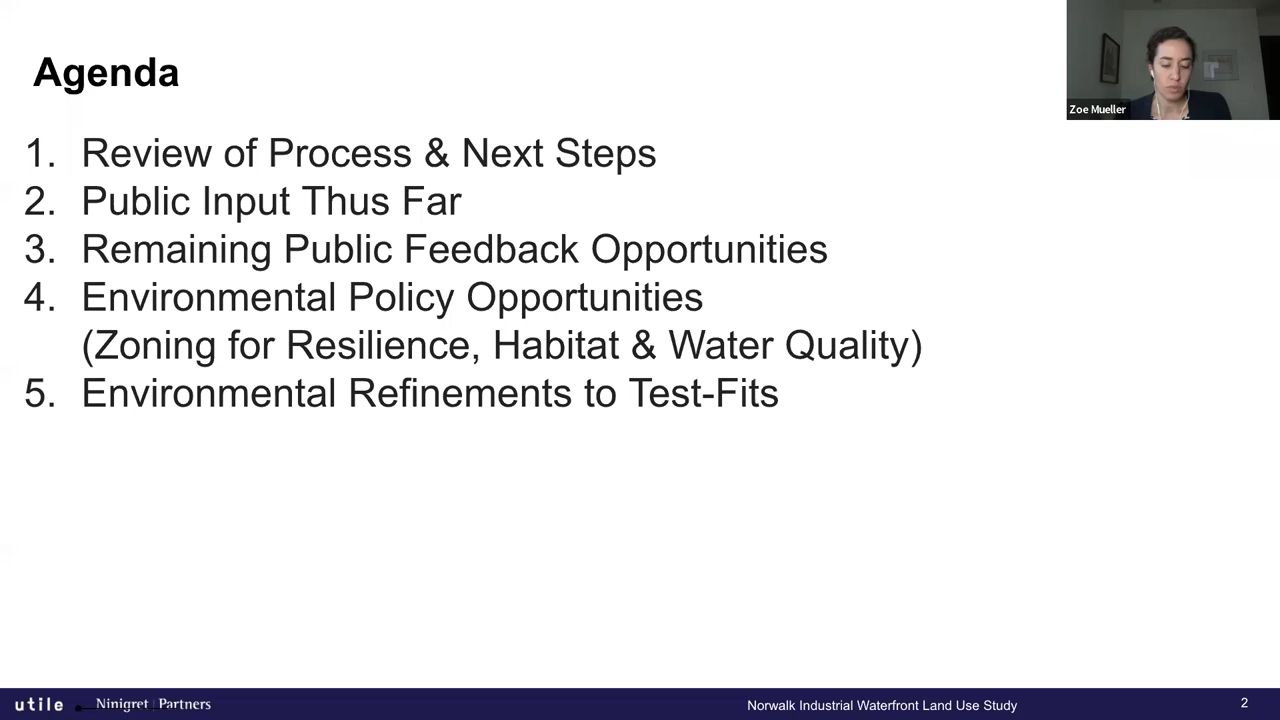 Agenda
Zoe Mueller
1. Review of Process & Next Steps
2. Public Input Thus Far
3. Remaining Public Feedback Opportunities
4. Environmental Policy Opportunities
(Zoning for Resilience, Habitat & Water Quality)
5. Environmental Refinements to Test-Fits
utile Ninigret | Partners Norwalk Industrial Waterfront Land Use Study 2